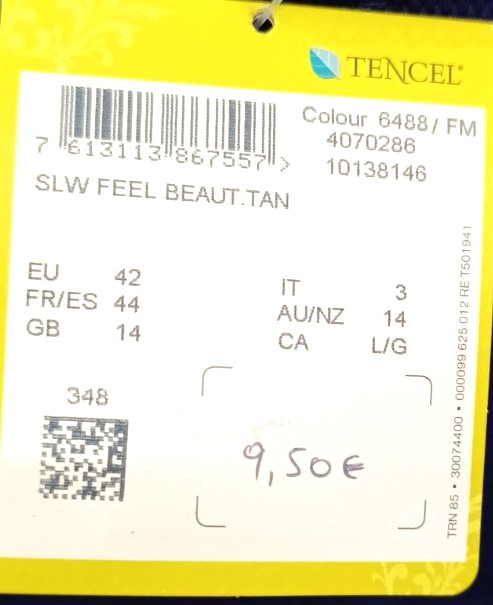 TENCEL®
Colour 6488/ FM
4070286
10138146
7 613113 867557 >
SLW FEEL BEAUT.TAN
EU 42
FR/ES 44
GB 14
IT 3
AU/NZ 14
CA L/G
348
9,50€
TRN 85 • 30074400 • 000099 625 012 RE T501941